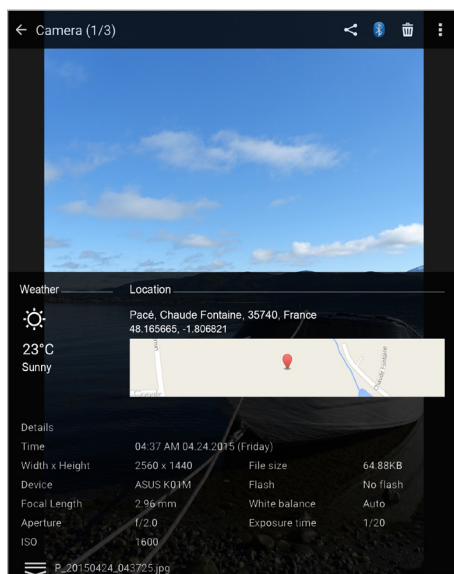 Camera (1/3)
Weather
Location
23°C
Sunny
Pacé, Chaude Fontaine, 35740, France
48.165665, -1.806821
Chaude Fontaine
Details
Time 04:37 AM 04.24.2015 (Friday)
Width x Height 2560 x 1440 File size 64.88KB
Device ASUS K01M Flash No flash
Focal Length 2.96 mm White balance Auto
Aperture f/2.0 Exposure time 1/20
ISO 1600
P_20150424_043725.jpg